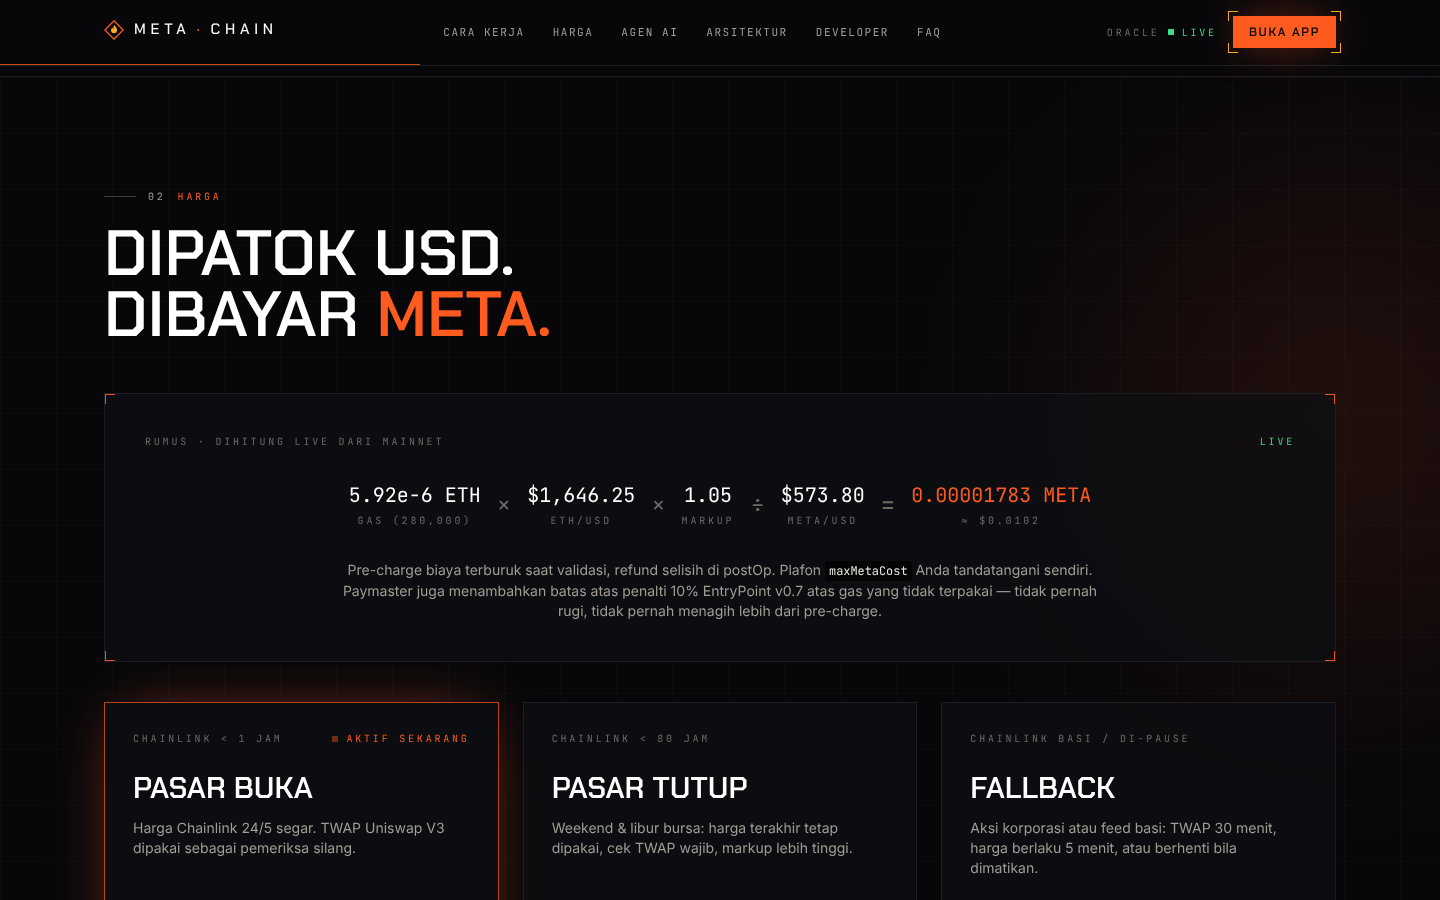 META · CHAIN
CARA KERJA
HARGA
AGEN AI
ARSITEKTUR
DEVELOPER
FAQ
ORACLE LIVE
BUKA APP
02 HARGA
DIPATOK USD.
DIBAYAR META.
RUMUS · DIHITUNG LIVE DARI MAINNET
LIVE
5.92e-6 ETH × $1,646.25 × 1.05 ÷ $573.80 = 0.00001783 META
GAS (280,000) ETH/USD MARKUP META/USD ≈ $0.0102
Pre-charge biaya terburuk saat validasi, refund selisih di postOp. Plafon maxMetaCost Anda tandatangani sendiri.
Paymaster juga menambahkan batas atas penalti 10% EntryPoint v0.7 atas gas yang tidak terpakai — tidak pernah
rugi, tidak pernah menagih lebih dari pre-charge.
CHAINLINK < 1 JAM
AKTIF SEKARANG
PASAR BUKA
Harga Chainlink 24/5 segar. TWAP Uniswap V3
dipakai sebagai pemeriksa silang.
CHAINLINK < 80 JAM
PASAR TUTUP
Weekend & libur bursa: harga terakhir tetap
dipakai, cek TWAP wajib, markup lebih tinggi.
CHAINLINK BASI / DI-PAUSE
FALLBACK
Aksi korporasi atau feed basi: TWAP 30 menit,
harga berlaku 5 menit, atau berhenti bila
dimatikan.